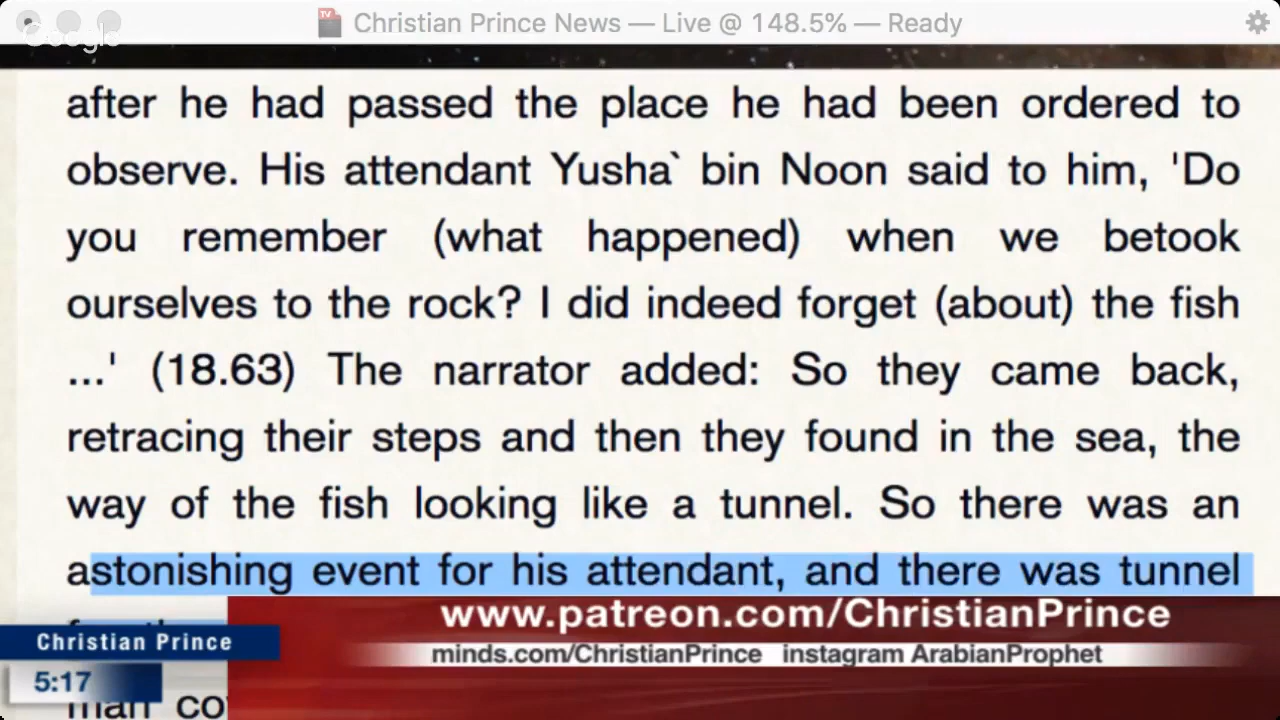 Christian Prince News — Live @ 148.5% — Ready
Google
after he had passed the place he had been ordered to
observe. His attendant Yusha` bin Noon said to him, 'Do
you remember (what happened) when we betook
ourselves to the rock? I did indeed forget (about) the fish
...' (18.63) The narrator added: So they came back,
retracing their steps and then they found in the sea, the
way of the fish looking like a tunnel. So there was an
astonishing event for his attendant, and there was tunnel
www.patreon.com/ChristianPrince
Christian Prince
minds.com/ChristianPrince instagram ArabianProphet
5:17
man